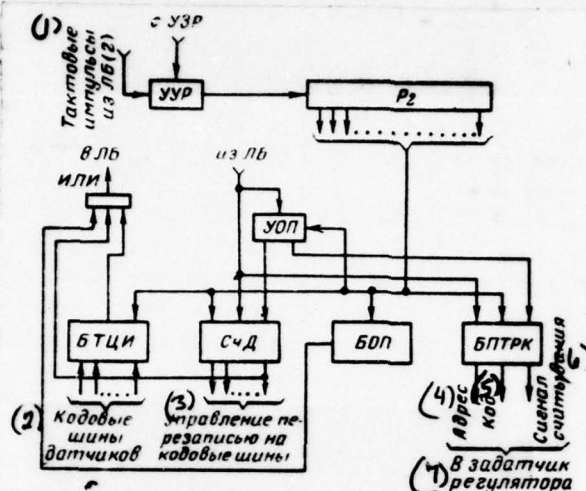 (1)
Тактовые
импульсы
из ЛБ(2)
с УЗР
УУР
Рг
в ЛБ
ИЛИ
из ЛБ
УОП
БТЦИ
СчД
БОП
БПТРК
(2)
Кодовые
шины
датчиков
(3)
Управление пе-
резаписью на
кодовые шины
(4)
Адрес
(5)
Код
6)
Сигнал
считывания
(7)
В задатчик
регулятора